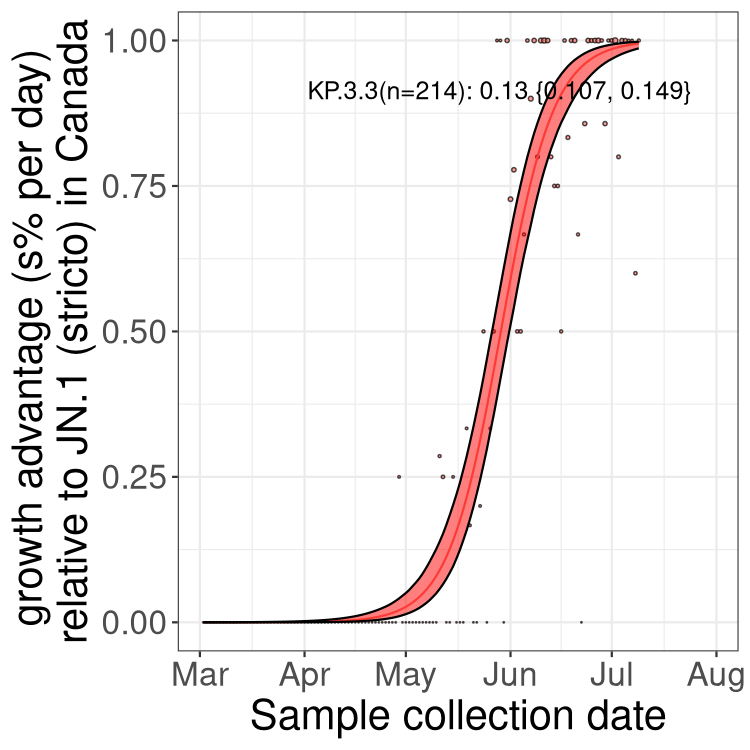 growth advantage (s% per day)
relative to JN.1 (stricto) in Canada
1.00
0.75
0.50
0.25
0.00
KP.3.3(n=214): 0.13 {0.107, 0.149}
Mar Apr May Jun Jul Aug
Sample collection date